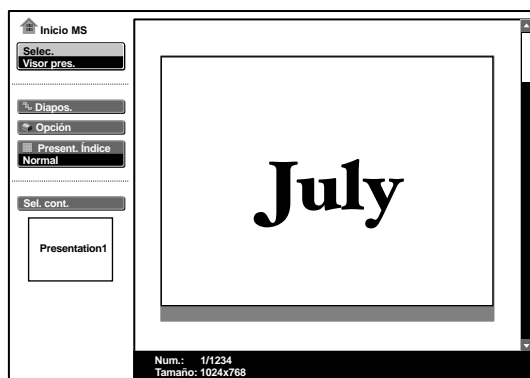 Inicio MS
Selec.
Visor pres.
Diapos.
Opción
Present. Índice
Normal
Sel. cont.
Presentation1
July
Num.: 1/1234
Tamaño: 1024x768